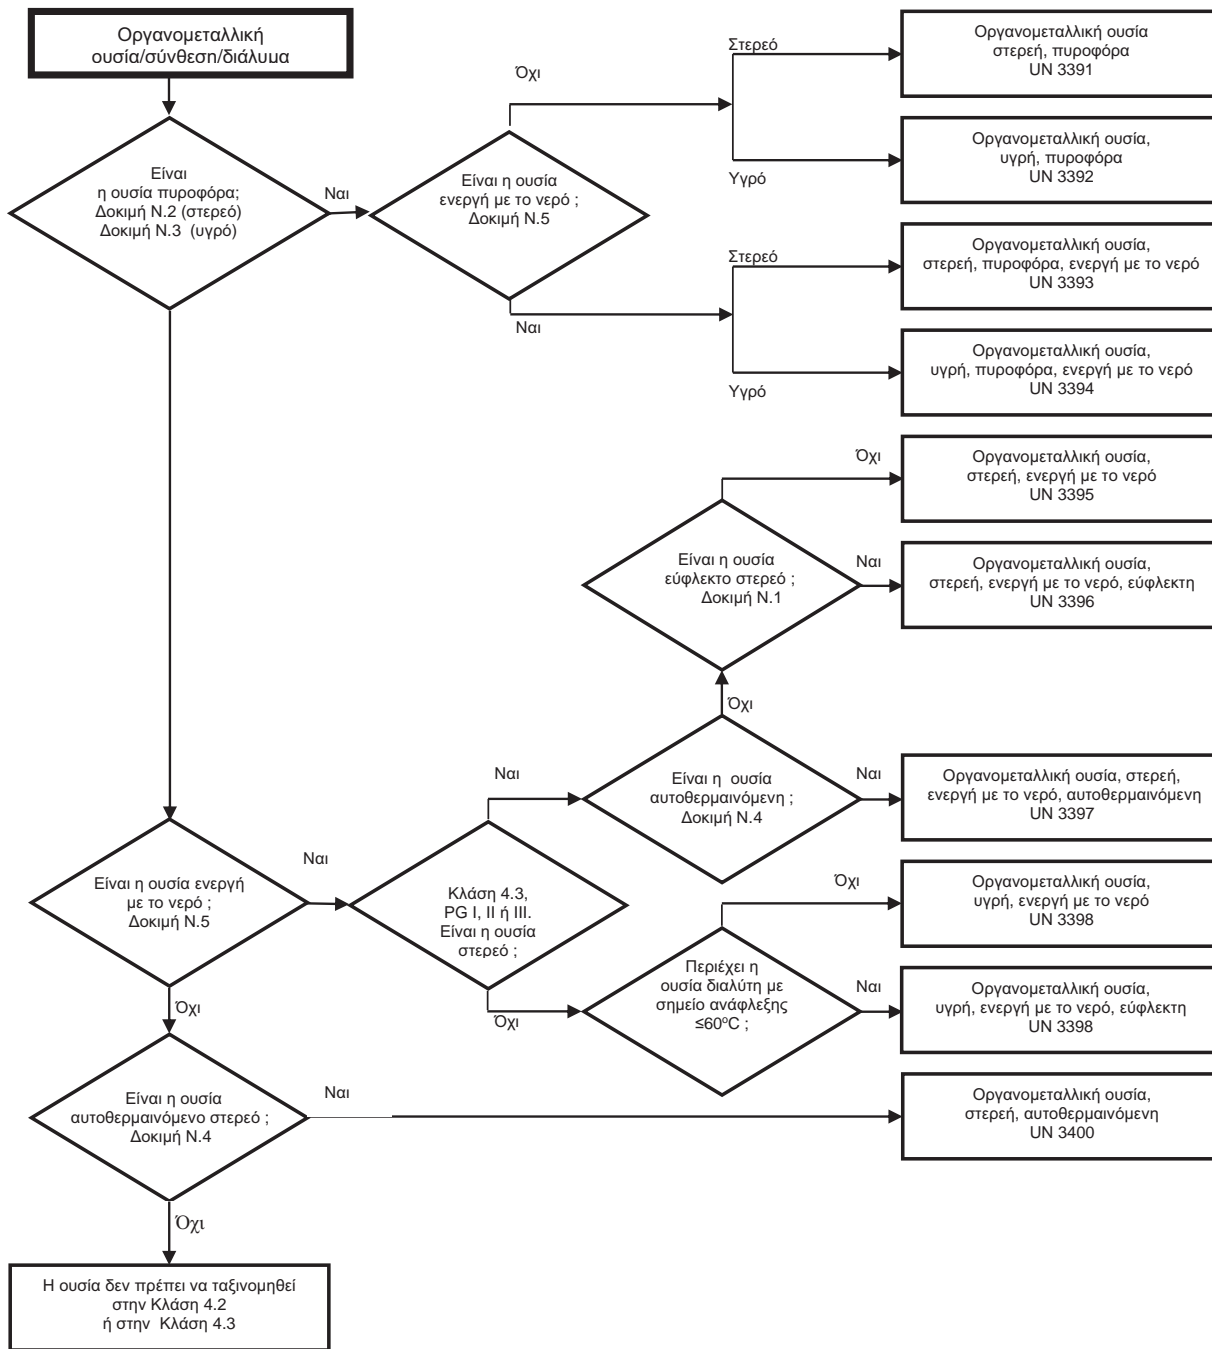 Οργανομεταλλική
ουσία/σύνθεση/διάλυμα
Είναι
η ουσία πυροφόρα;
Δοκιμή N.2 (στερεό)
Δοκιμή N.3 (υγρό)
Ναι
Είναι η ουσία
ενεργή με το νερό ;
Δοκιμή N.5
Όχι
Ναι
Στερεό
Υγρό
Στερεό
Υγρό
Οργανομεταλλική ουσία
στερεή, πυροφόρα
UN 3391
Οργανομεταλλική ουσία,
υγρή, πυροφόρα
UN 3392
Οργανομεταλλική ουσία,
στερεή, πυροφόρα, ενεργή με το νερό
UN 3393
Οργανομεταλλική ουσία,
υγρή, πυροφόρα, ενεργή με το νερό
UN 3394
Όχι
Οργανομεταλλική ουσία,
στερεή, ενεργή με το νερό
UN 3395
Είναι η ουσία
εύφλεκτο στερεό ;
Δοκιμή N.1
Ναι
Οργανομεταλλική ουσία,
στερεή, ενεργή με το νερό, εύφλεκτη
UN 3396
Όχι
Ναι
Είναι η ουσία
αυτοθερμαινόμενη ;
Δοκιμή N.4
Ναι
Οργανομεταλλική ουσία, στερεή,
ενεργή με το νερό, αυτοθερμαινόμενη
UN 3397
Είναι η ουσία ενεργή
με το νερό ;
Δοκιμή N.5
Ναι
Κλάση 4.3,
PG I, II ή III.
Είναι η ουσία
στερεό ;
Όχι
Οργανομεταλλική ουσία,
υγρή, ενεργή με το νερό
UN 3398
Περιέχει η
ουσία διαλύτη με
σημείο ανάφλεξης
≤60°C ;
Ναι
Οργανομεταλλική ουσία,
υγρή, ενεργή με το νερό, εύφλεκτη
UN 3398
Όχι
Όχι
Είναι η ουσία
αυτοθερμαινόμενο στερεό ;
Δοκιμή N.4
Ναι
Οργανομεταλλική ουσία,
στερεή, αυτοθερμαινόμενη
UN 3400
Όχι
Η ουσία δεν πρέπει να ταξινομηθεί
στην Κλάση 4.2
ή στην Κλάση 4.3